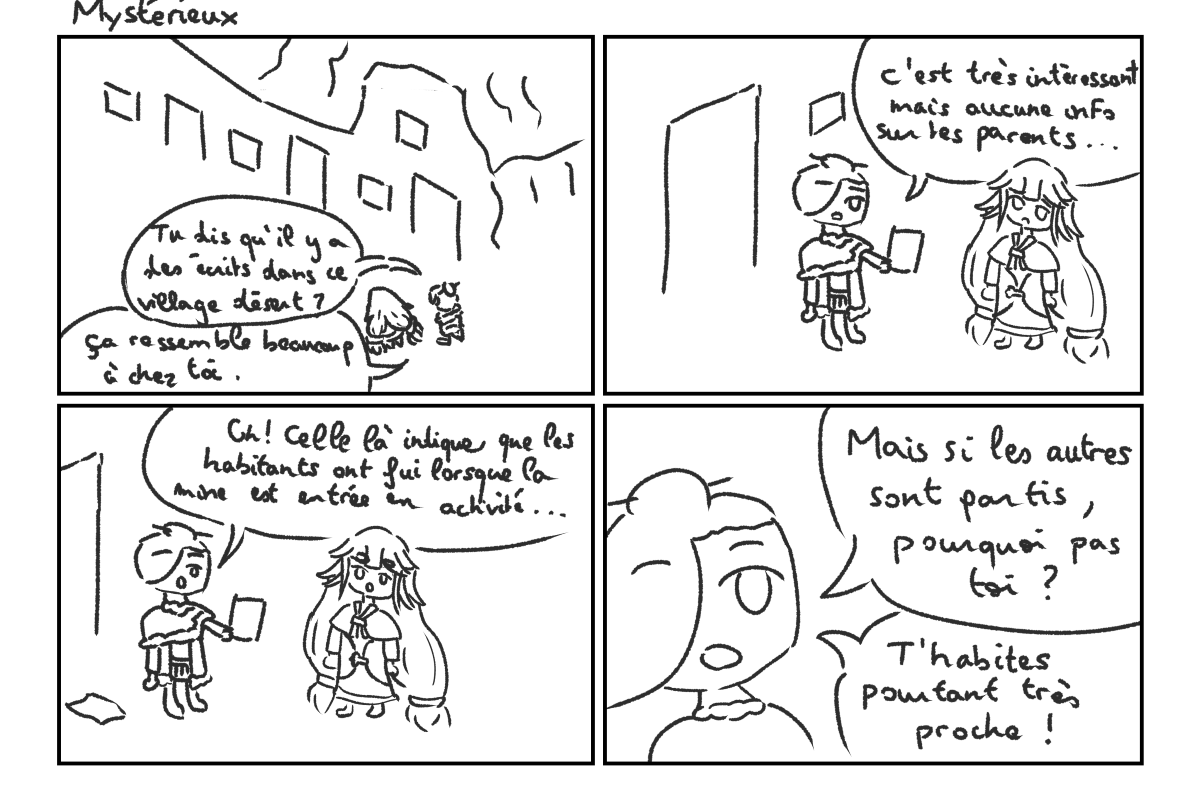 Mystérieux
Tu dis qu'il y a
des écrits dans ce
village désert ?
ça ressemble beaucoup
à chez toi.
c'est très intéressant
mais aucune info
sur tes parents...
Oh! Celle là indique que les
habitants ont fui lorsque la
mine est entrée en activité...
Mais si les autres
sont partis,
pourquoi pas
toi ?
T'habites
pourtant très
proche !